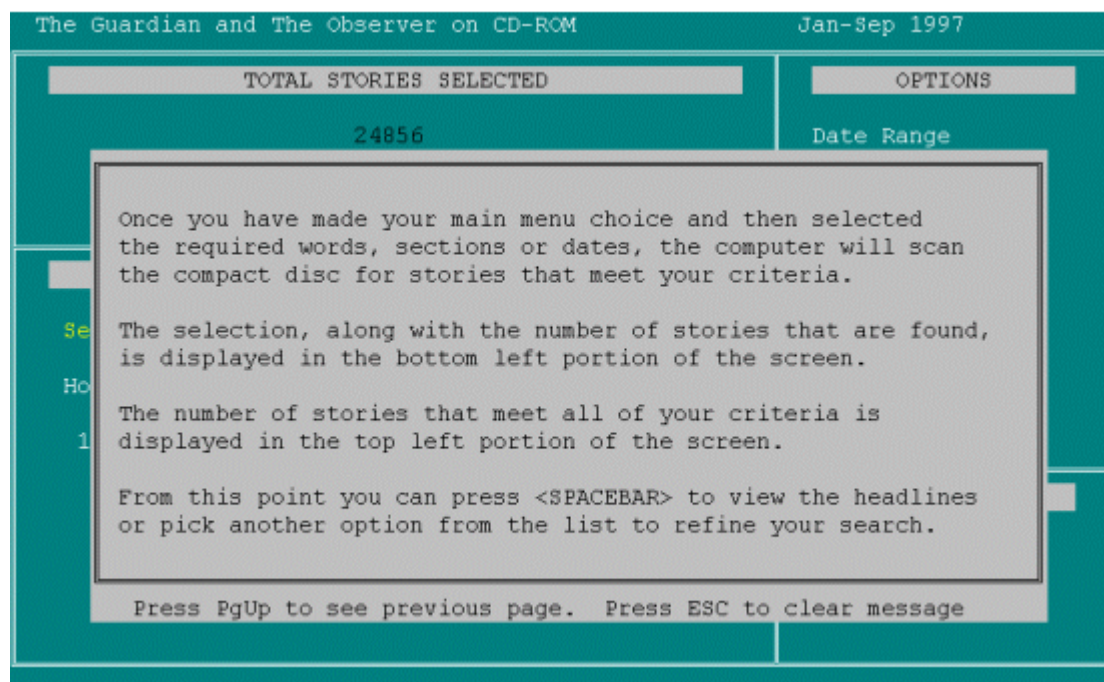 The Guardian and The Observer on CD-ROM Jan-Sep 1997
TOTAL STORIES SELECTED OPTIONS
24856 Date Range
Once you have made your main menu choice and then selected
the required words, sections or dates, the computer will scan
the compact disc for stories that meet your criteria.
Se The selection, along with the number of stories that are found,
is displayed in the bottom left portion of the screen.
Ho
The number of stories that meet all of your criteria is
1 displayed in the top left portion of the screen.
From this point you can press <SPACEBAR> to view the headlines
or pick another option from the list to refine your search.
Press PgUp to see previous page. Press ESC to clear message